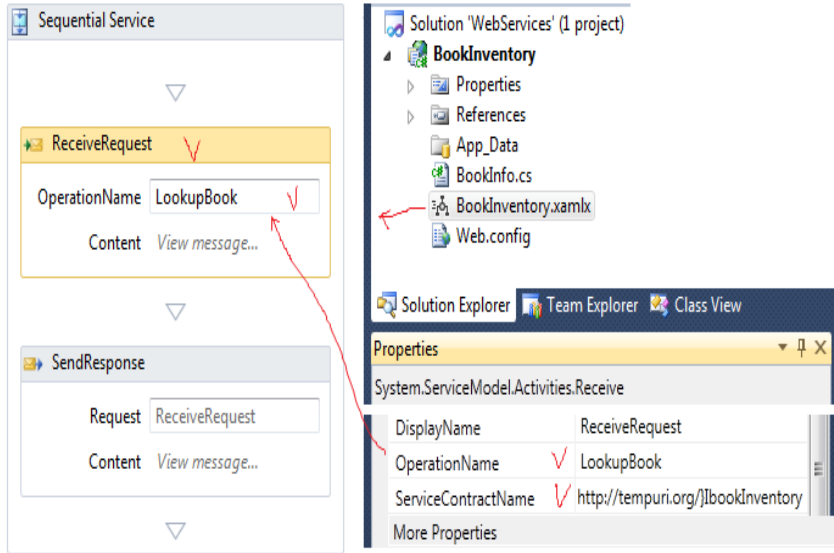 Sequential Service
ReceiveRequest
OperationName LookupBook
Content View message...
SendResponse
Request ReceiveRequest
Content View message...
Solution 'WebServices' (1 project)
BookInventory
Properties
References
App_Data
BookInfo.cs
BookInventory.xamlx
Web.config
Solution Explorer Team Explorer Class View
Properties
System.ServiceModel.Activities.Receive
DisplayName ReceiveRequest
OperationName LookupBook
ServiceContractName http://tempuri.org/}IbookInventory
More Properties